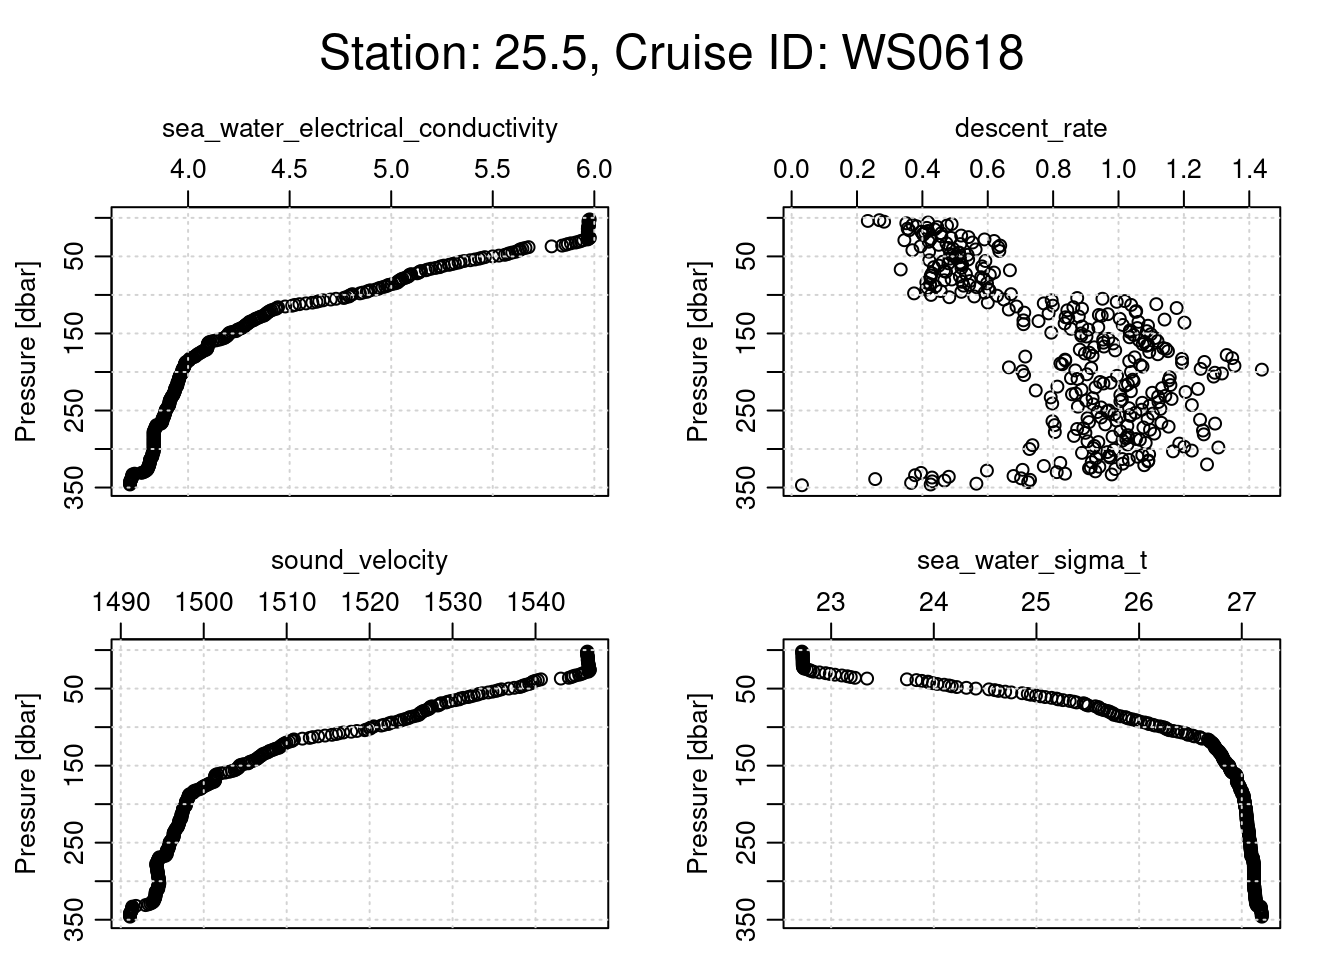 Station: 25.5, Cruise ID: WS0618
sea_water_electrical_conductivity
4.0 4.5 5.0 5.5 6.0
Pressure [dbar]
50 150 250 350
descent_rate
0.0 0.2 0.4 0.6 0.8 1.0 1.2 1.4
Pressure [dbar]
50 150 250 350
sound_velocity
1490 1500 1510 1520 1530 1540
Pressure [dbar]
50 150 250 350
sea_water_sigma_t
23 24 25 26 27
Pressure [dbar]
50 150 250 350